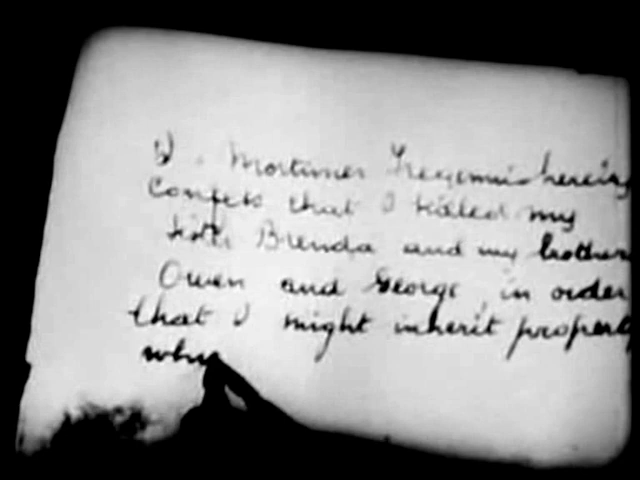 I, Mortimer Tregennis hereing
Confess that I killed my
sister Brenda and my brothers
Owen and George, in order
that I might inherit property